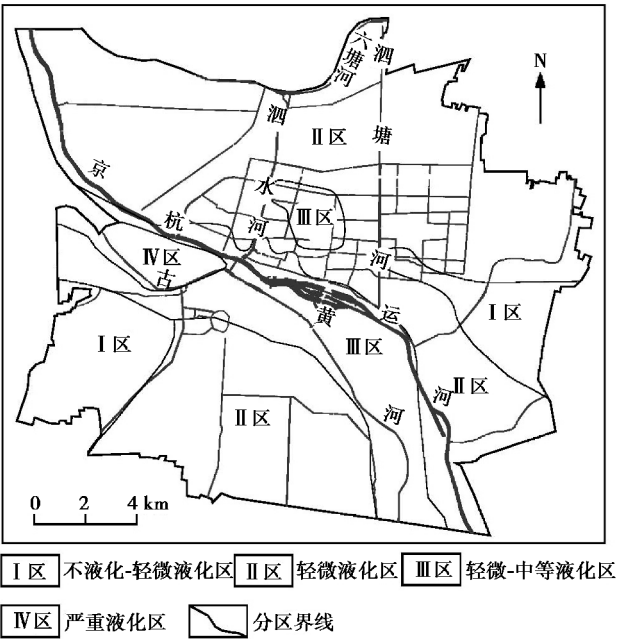 六塘河
泗塘河
N
泗水河
Ⅱ区
京杭运河
Ⅲ区
Ⅳ区
古黄河
Ⅰ区
Ⅲ区
Ⅰ区
Ⅱ区
Ⅱ区
0 2 4 km
Ⅰ区 不液化-轻微液化区 Ⅱ区 轻微液化区 Ⅲ区 轻微-中等液化区
Ⅳ区 严重液化区 分区界线